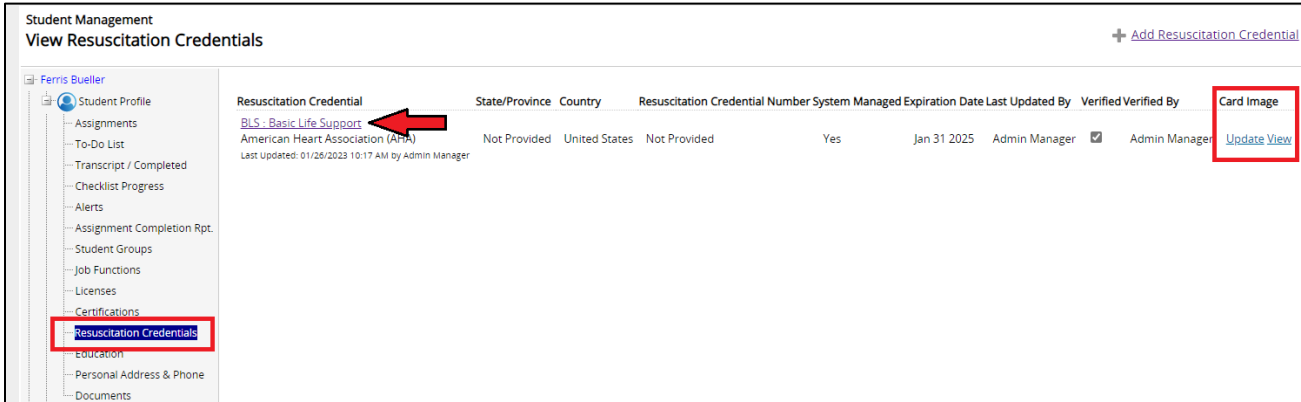 Student Management
View Resuscitation Credentials
Add Resuscitation Credential
Ferris Bueller
Student Profile
Assignments
To-Do List
Transcript / Completed
Checklist Progress
Alerts
Assignment Completion Rpt.
Student Groups
Job Functions
Licenses
Certifications
Resuscitation Credentials
Education
Personal Address & Phone
Documents
Resuscitation Credential State/Province Country Resuscitation Credential Number System Managed Expiration Date Last Updated By Verified Verified By Card Image
BLS : Basic Life Support
American Heart Association (AHA) Not Provided United States Not Provided Yes Jan 31 2025 Admin Manager Admin Manager Update View
Last Updated: 01/26/2023 10:17 AM by Admin Manager